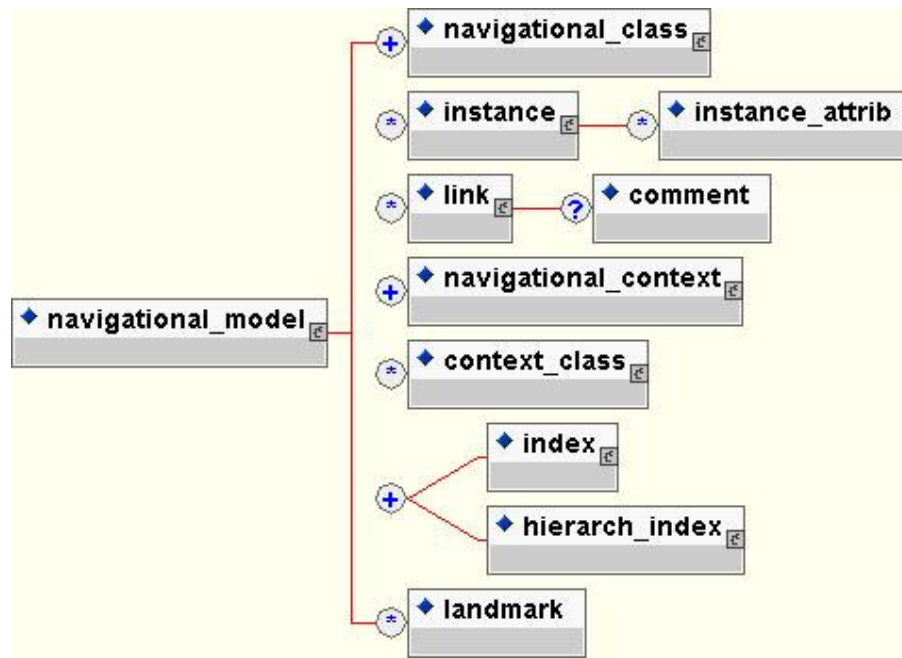 navigational_class
+
instance
*
instance_attrib
*
link
*
comment
?
navigational_context
+
navigational_model
context_class
*
index
+
hierarch_index
landmark
*